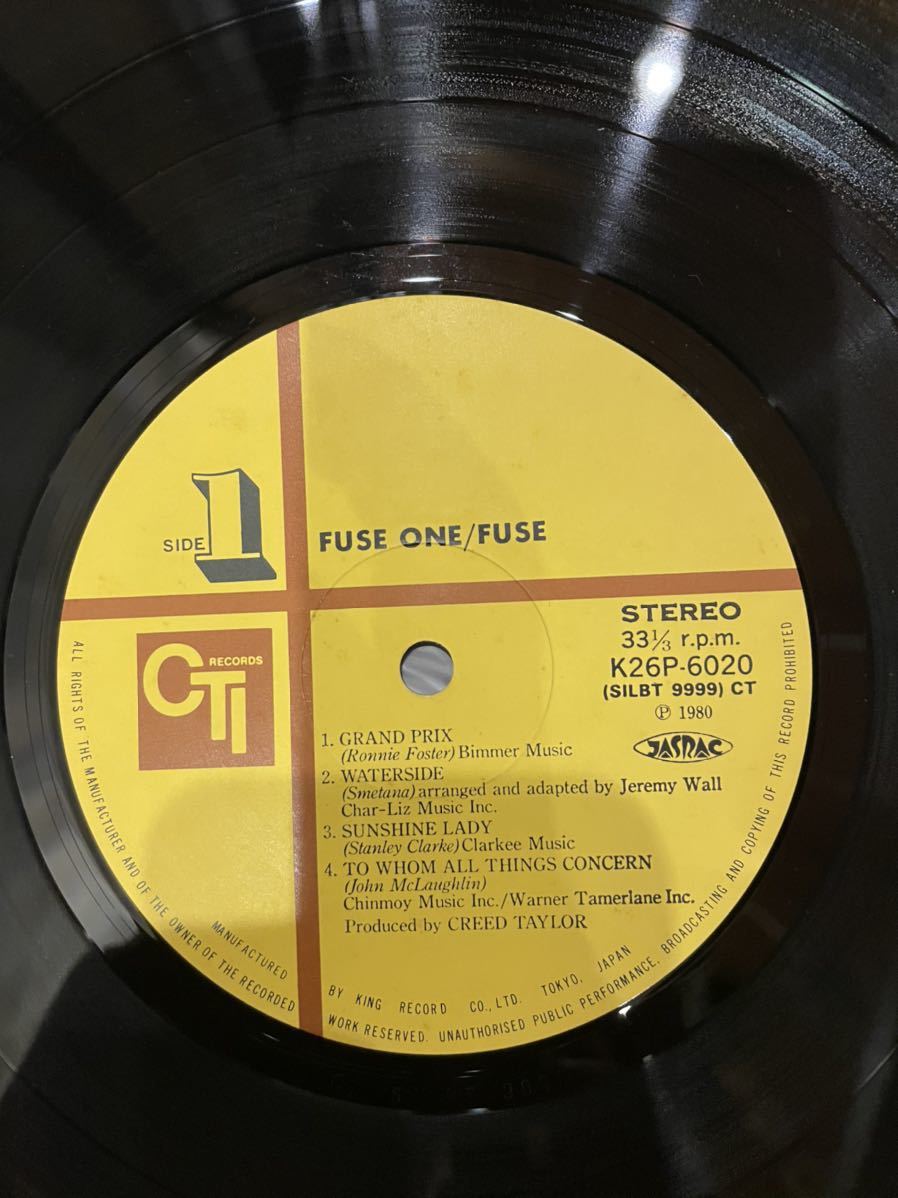 SIDE 1
FUSE ONE/FUSE
CTi RECORDS
STEREO
33 1/3 r.p.m.
K26P-6020
(SILBT 9999) CT
Ⓟ 1980
JASRAC
1. GRAND PRIX
(Ronnie Foster) Bimmer Music
2. WATERSIDE
(Smetana) arranged and adapted by Jeremy Wall
Char-Liz Music Inc.
3. SUNSHINE LADY
(Stanley Clarke) Clarkee Music
4. TO WHOM ALL THINGS CONCERN
(John McLaughlin)
Chinmoy Music Inc./Warner Tamerlane Inc.
Produced by CREED TAYLOR
MANUFACTURED BY KING RECORD CO., LTD. TOKYO, JAPAN
ALL RIGHTS OF THE MANUFACTURER AND OF THE OWNER OF THE RECORDED WORK RESERVED. UNAUTHORISED PUBLIC PERFORMANCE, BROADCASTING AND COPYING OF THIS RECORD PROHIBITED